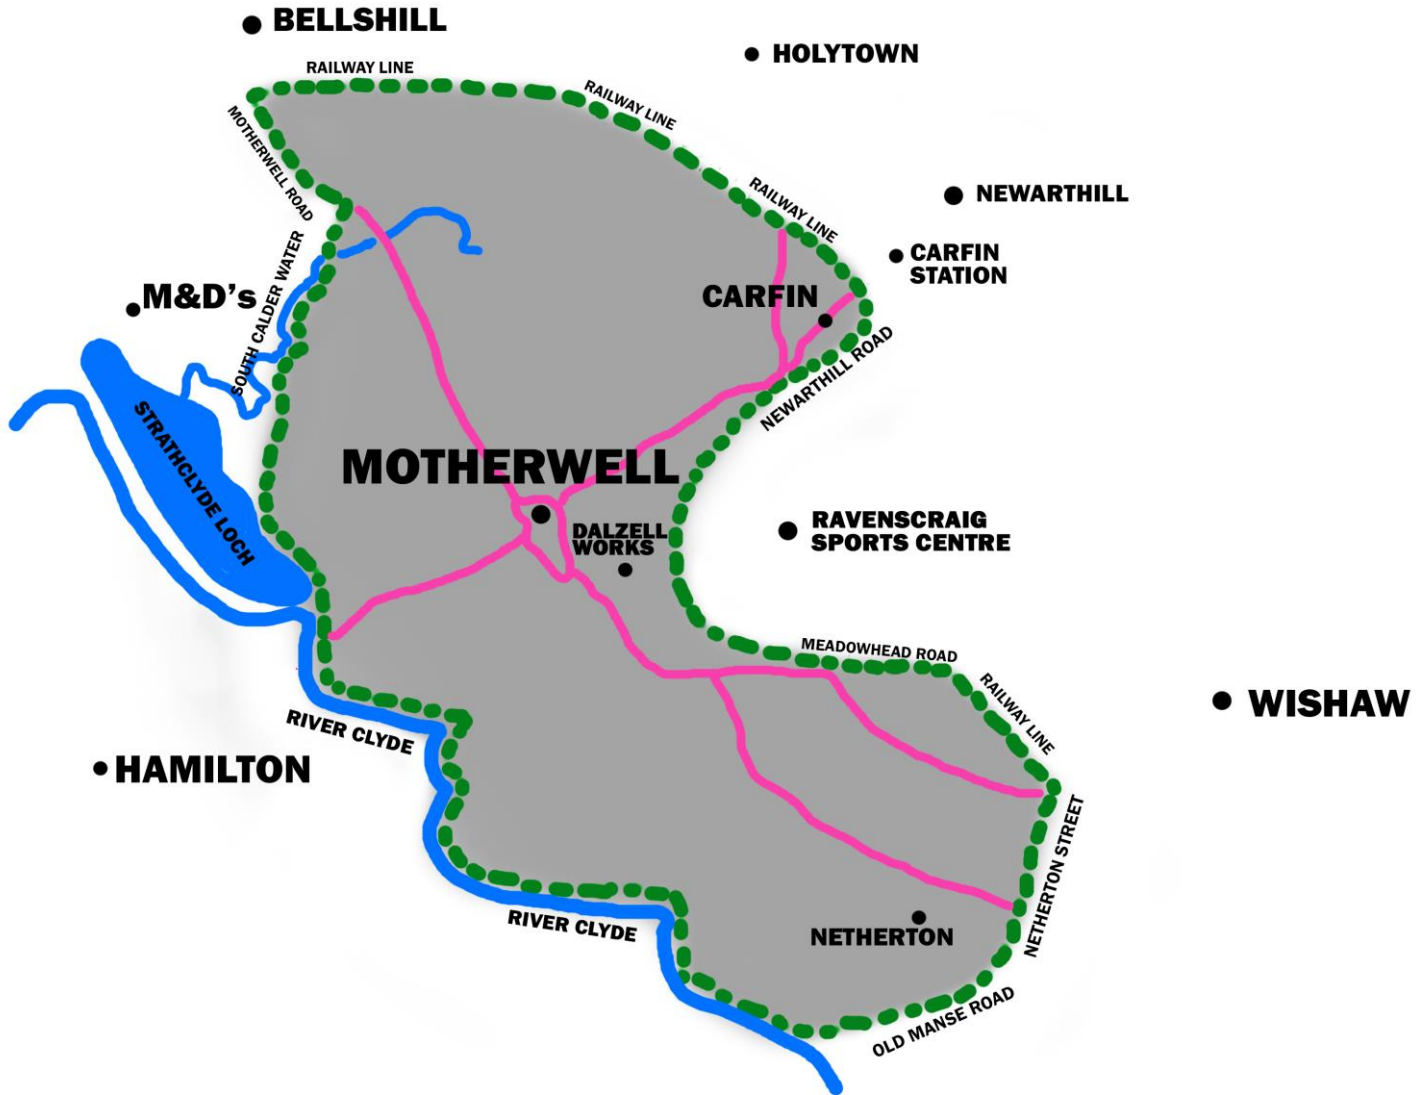 BELLSHILL
HOLYTOWN
RAILWAY LINE
RAILWAY LINE
MOTHERWELL ROAD
RAILWAY LINE
NEWARTHILL
CARFIN
STATION
SOUTH CALDER WATER
M&D's
CARFIN
NEWARTHILL ROAD
STRATHCLYDE LOCH
MOTHERWELL
DALZELL
WORKS
RAVENSCRAIG
SPORTS CENTRE
MEADOWHEAD ROAD
RAILWAY LINE
WISHAW
RIVER CLYDE
HAMILTON
NETHERTON STREET
RIVER CLYDE
NETHERTON
OLD MANSE ROAD